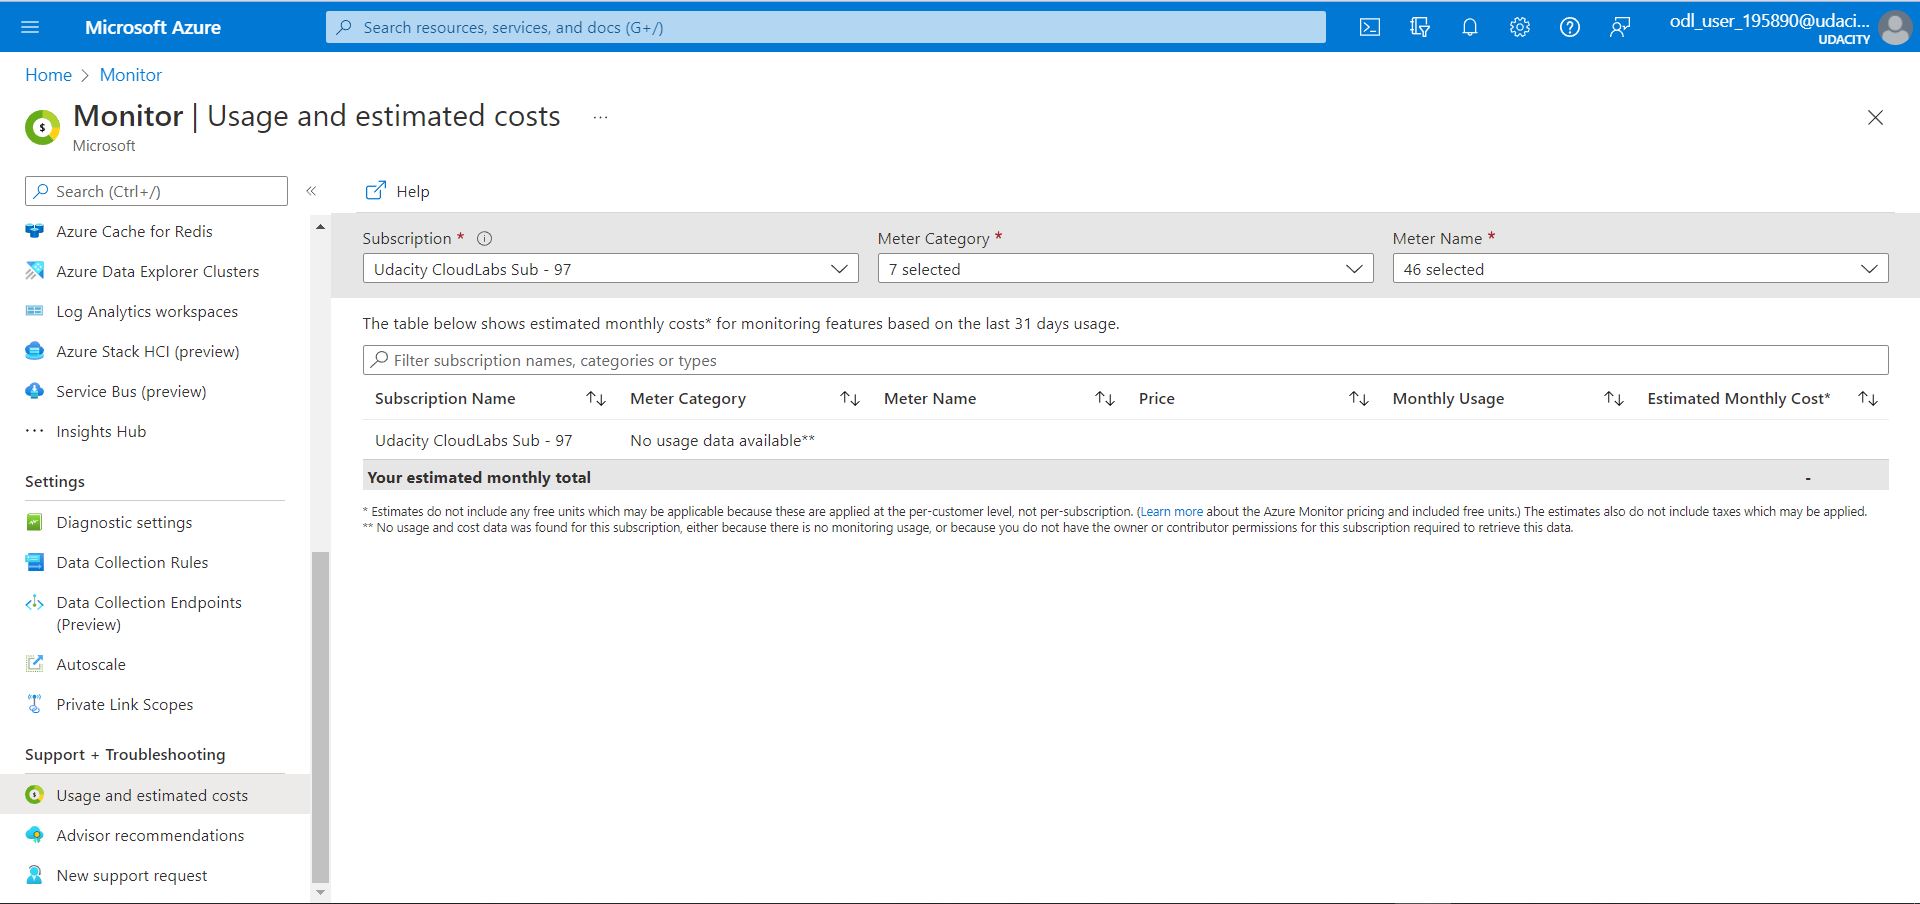 Microsoft Azure
Search resources, services, and docs (G+/)
odl_user_195890@udaci...
UDACITY
Home > Monitor
Monitor | Usage and estimated costs ...
Microsoft
Search (Ctrl+/)
«
Azure Cache for Redis
Azure Data Explorer Clusters
Log Analytics workspaces
Azure Stack HCI (preview)
Service Bus (preview)
Insights Hub
Settings
Diagnostic settings
Data Collection Rules
Data Collection Endpoints
(Preview)
Autoscale
Private Link Scopes
Support + Troubleshooting
Usage and estimated costs
Advisor recommendations
New support request
Help
Subscription * Meter Category * Meter Name *
Udacity CloudLabs Sub - 97 7 selected 46 selected
The table below shows estimated monthly costs* for monitoring features based on the last 31 days usage.
Filter subscription names, categories or types
Subscription Name Meter Category Meter Name Price Monthly Usage Estimated Monthly Cost*
Udacity CloudLabs Sub - 97 No usage data available**
Your estimated monthly total -
* Estimates do not include any free units which may be applicable because these are applied at the per-customer level, not per-subscription. (Learn more about the Azure Monitor pricing and included free units.) The estimates also do not include taxes which may be applied.
** No usage and cost data was found for this subscription, either because there is no monitoring usage, or because you do not have the owner or contributor permissions for this subscription required to retrieve this data.